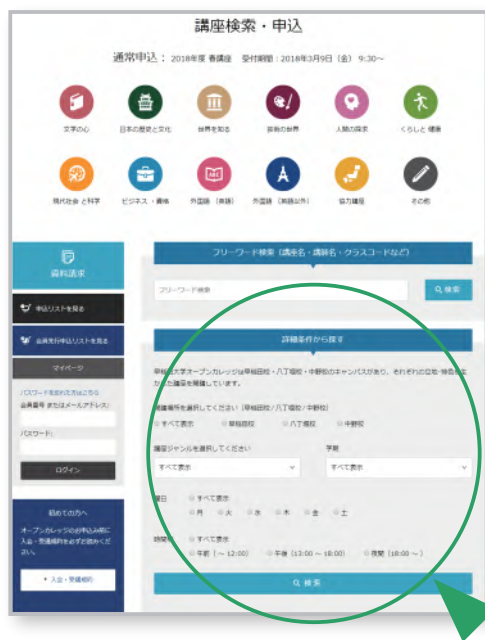 講座検索・申込
通常申込： 2018年度 春講座 受付期間：2018年3月9日（金） 9:30～
文学の心 日本の歴史と文化 世界を知る 芸術の世界 人間の探求 くらしと健康
現代社会と科学 ビジネス・資格 外国語（英語） 外国語（英語以外） 協力講座 その他
資料請求
申込リストを見る
会員先行申込リストを見る
マイページ
パスワードを忘れた方はこちら
会員番号 またはメールアドレス：
パスワード：
ログイン
初めての方へ
オープンカレッジのお申込み前に
入会・受講規約を必ずお読みくだ
さい。
入会・受講規約
フリーワード検索（講座名・講師名・クラスコードなど）
フリーワード検索 検索
詳細条件から探す
早稲田大学オープンカレッジは早稲田校・八丁堀校・中野校のキャンパスがあり、それぞれの立地・特色を生
かした講座を開講しています。
開講場所を選択してください（早稲田校／八丁堀校／中野校）
すべて表示 早稲田校 八丁堀校 中野校
講座ジャンルを選択してください 学期
すべて表示 すべて表示
曜日 すべて表示
月 火 水 木 金 土
時間帯 すべて表示
午前（～ 12:00） 午後（13:00 ～ 18:00） 夜間（18:00 ～）
検索